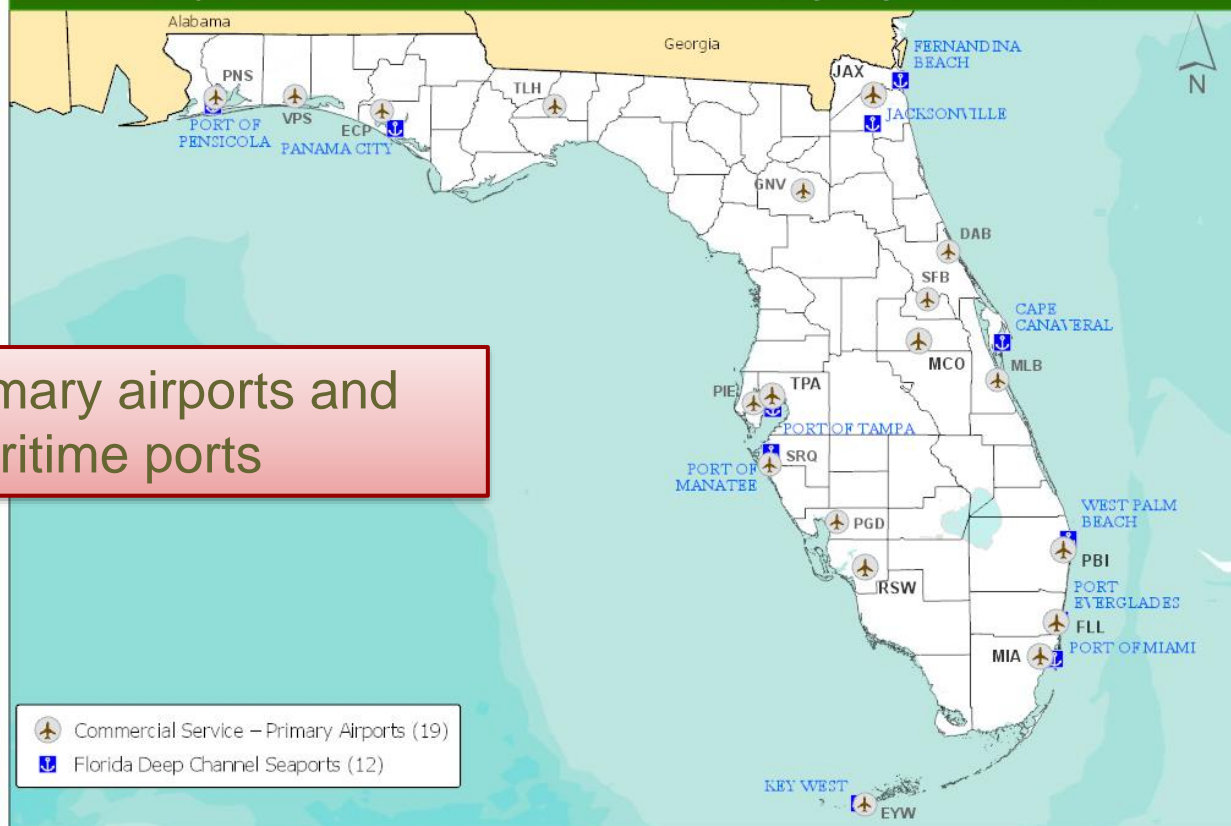 Alabama
Georgia
FERNANDINA
BEACH
JAX
N
PNS
TLH
VPS
ECP
JACKSONVILLE
PORT OF
PENSICOLA
PANAMA CITY
GNV
DAB
SFB
CAPE
CANAVERAL
MCO
MLB
mary airports and
ritime ports
PIE
TPA
PORT OF TAMPA
SRQ
PORT OF
MANATEE
PGD
WEST PALM
BEACH
PBI
RSW
PORT
EVERGLADES
FLL
MIA
PORT OF MIAMI
Commercial Service – Primary Airports (19)
Florida Deep Channel Seaports (12)
KEY WEST
EYW